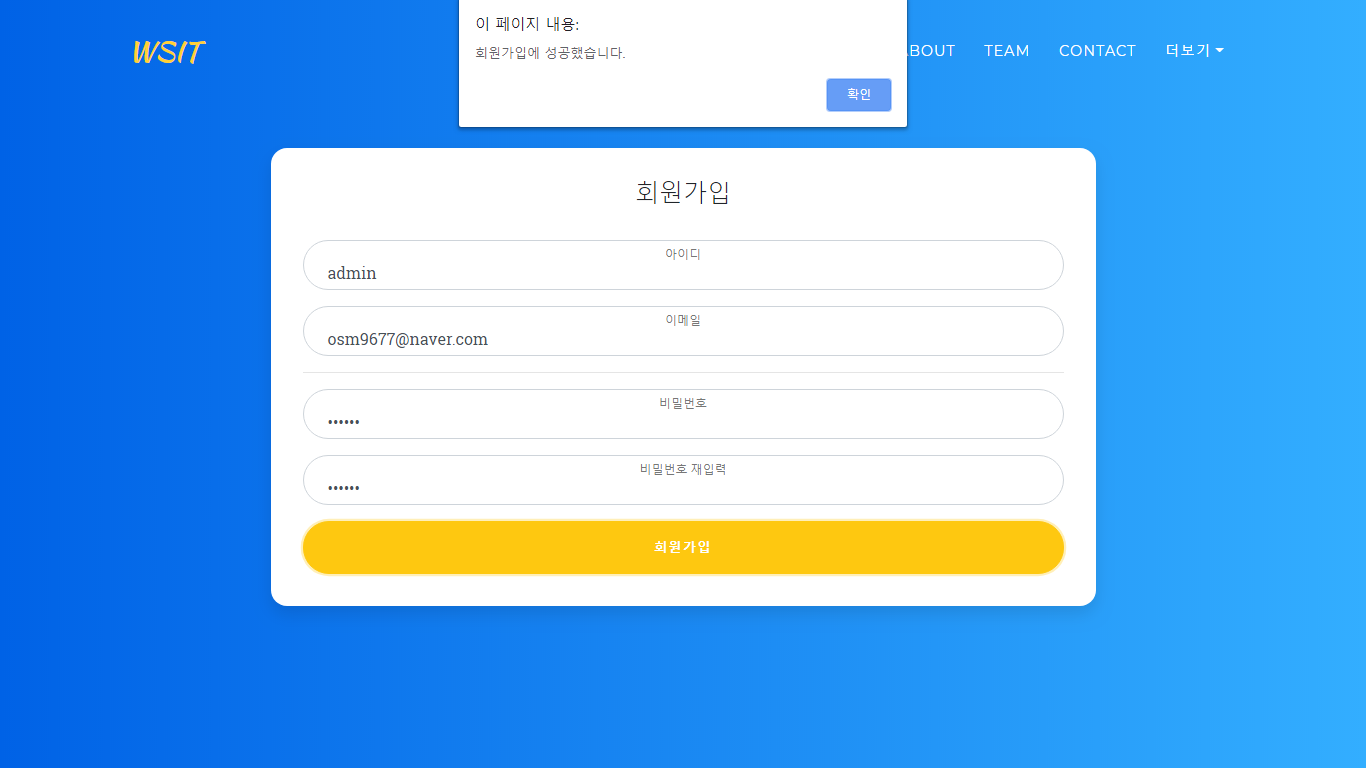 이 페이지 내용:
회원가입에 성공했습니다.
확인
WSIT
ABOUT TEAM CONTACT 더보기
회원가입
아이디
admin
이메일
osm9677@naver.com
비밀번호
••••••
비밀번호 재입력
••••••
회원가입